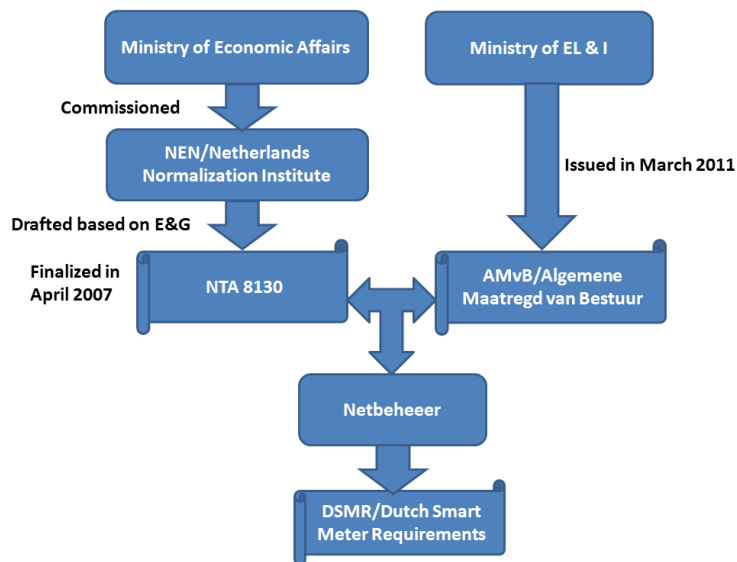 Ministry of Economic Affairs
Ministry of EL & I
Commissioned
NEN/Netherlands
Normalization Institute
Issued in March 2011
Drafted based on E&G
Finalized in
April 2007
NTA 8130
AMvB/Algemene
Maatregd van Bestuur
Netbeheeer
DSMR/Dutch Smart
Meter Requirements